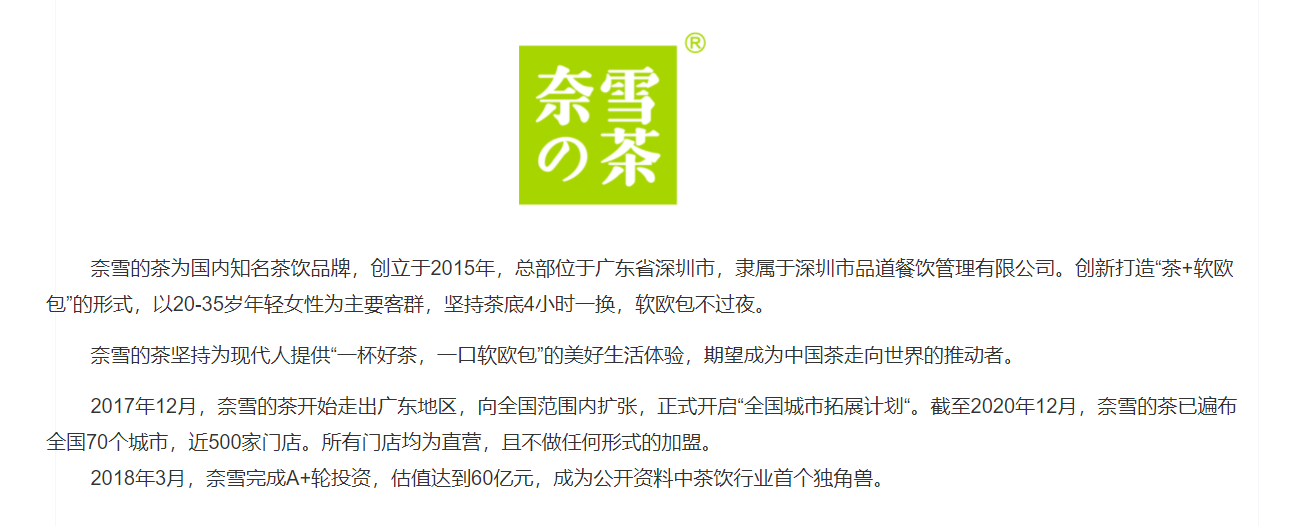 奈雪
の茶
®
奈雪的茶为国内知名茶饮品牌，创立于2015年，总部位于广东省深圳市，隶属于深圳市品道餐饮管理有限公司。创新打造“茶+软欧
包”的形式，以20-35岁年轻女性为主要客群，坚持茶底4小时一换，软欧包不过夜。
奈雪的茶坚持为现代人提供“一杯好茶，一口软欧包”的美好生活体验，期望成为中国茶走向世界的推动者。
2017年12月，奈雪的茶开始走出广东地区，向全国范围内扩张，正式开启“全国城市拓展计划“。截至2020年12月，奈雪的茶已遍布
全国70个城市，近500家门店。所有门店均为直营，且不做任何形式的加盟。
2018年3月，奈雪完成A+轮投资，估值达到60亿元，成为公开资料中茶饮行业首个独角兽。